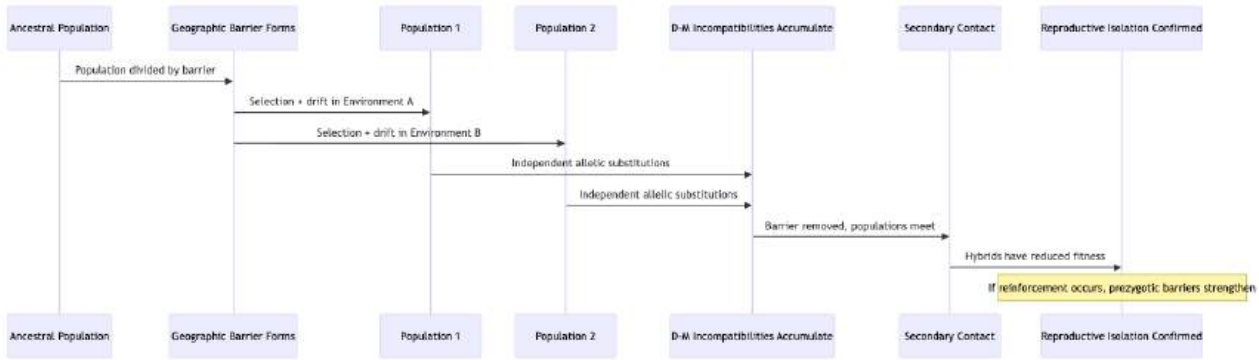 Ancestral Population
Geographic Barrier Forms
Population 1
Population 2
D-M Incompatibilities Accumulate
Secondary Contact
Reproductive Isolation Confirmed
Population divided by barrier
Selection + drift in Environment A
Selection + drift in Environment B
Independent allelic substitutions
Independent allelic substitutions
Barrier removed, populations meet
Hybrids have reduced fitness
If reinforcement occurs, prezygotic barriers strengthen
Ancestral Population
Geographic Barrier Forms
Population 1
Population 2
D-M Incompatibilities Accumulate
Secondary Contact
Reproductive Isolation Confirmed